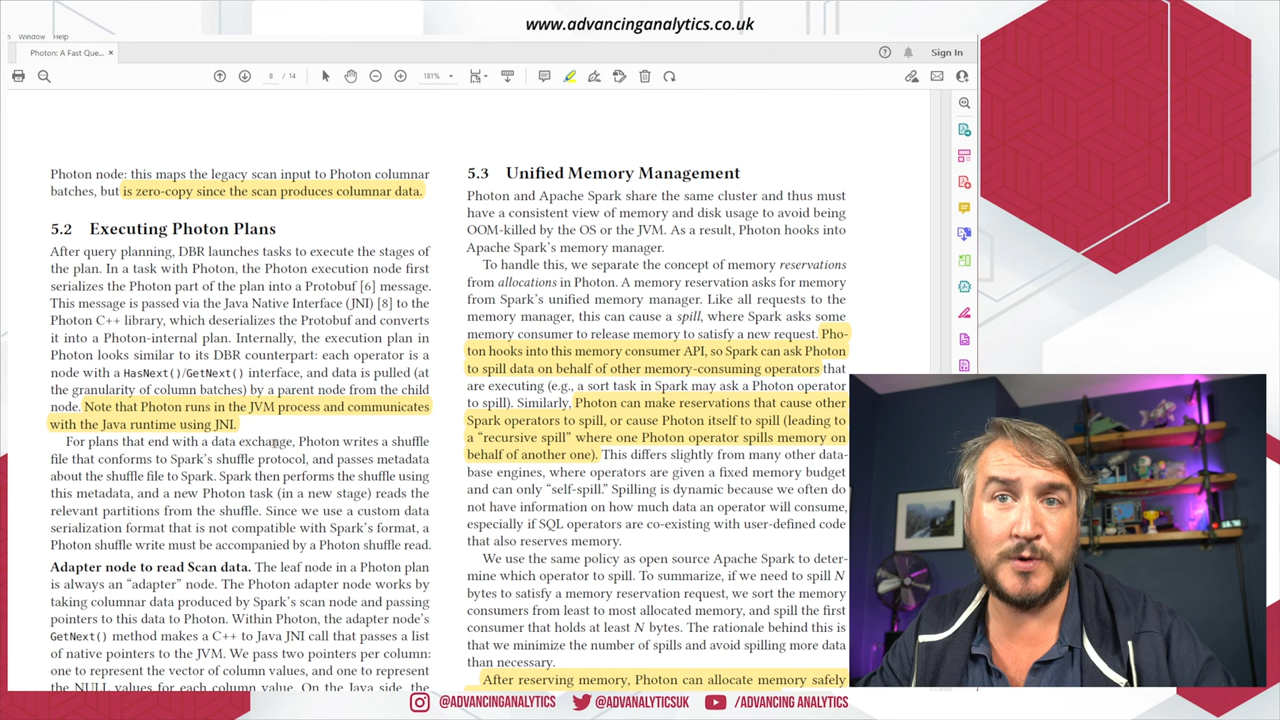 www.advancinganalytics.co.uk
Window Help
Photon: A Fast Que... ×
Sign In
8 / 14
181%
Photon node: this maps the legacy scan input to Photon columnar
batches, but is zero-copy since the scan produces columnar data.
5.2 Executing Photon Plans
After query planning, DBR launches tasks to execute the stages of
the plan. In a task with Photon, the Photon execution node first
serializes the Photon part of the plan into a Protobuf [6] message.
This message is passed via the Java Native Interface (JNI) [8] to the
Photon C++ library, which deserializes the Protobuf and converts
it into a Photon-internal plan. Internally, the execution plan in
Photon looks similar to its DBR counterpart: each operator is a
node with a HasNext()/GetNext() interface, and data is pulled (at
the granularity of column batches) by a parent node from the child
node. Note that Photon runs in the JVM process and communicates
with the Java runtime using JNI.
For plans that end with a data exchange, Photon writes a shuffle
file that conforms to Spark's shuffle protocol, and passes metadata
about the shuffle file to Spark. Spark then performs the shuffle using
this metadata, and a new Photon task (in a new stage) reads the
relevant partitions from the shuffle. Since we use a custom data
serialization format that is not compatible with Spark's format, a
Photon shuffle write must be accompanied by a Photon shuffle read.
Adapter node to read Scan data. The leaf node in a Photon plan
is always an "adapter" node. The Photon adapter node works by
taking columnar data produced by Spark's scan node and passing
pointers to this data to Photon. Within Photon, the adapter node's
GetNext() method makes a C++ to Java JNI call that passes a list
of native pointers to the JVM. We pass two pointers per column:
one to represent the vector of column values, and one to represent
the NULL values for each column value. On the Java side, the
5.3 Unified Memory Management
Photon and Apache Spark share the same cluster and thus must
have a consistent view of memory and disk usage to avoid being
OOM-killed by the OS or the JVM. As a result, Photon hooks into
Apache Spark's memory manager.
To handle this, we separate the concept of memory reservations
from allocations in Photon. A memory reservation asks for memory
from Spark's unified memory manager. Like all requests to the
memory manager, this can cause a spill, where Spark asks some
memory consumer to release memory to satisfy a new request. Pho-
ton hooks into this memory consumer API, so Spark can ask Photon
to spill data on behalf of other memory-consuming operators that
are executing (e.g., a sort task in Spark may ask a Photon operator
to spill). Similarly, Photon can make reservations that cause other
Spark operators to spill, or cause Photon itself to spill (leading to
a "recursive spill" where one Photon operator spills memory on
behalf of another one). This differs slightly from many other data-
base engines, where operators are given a fixed memory budget
and can only "self-spill." Spilling is dynamic because we often do
not have information on how much data an operator will consume,
especially if SQL operators are co-existing with user-defined code
that also reserves memory.
We use the same policy as open source Apache Spark to deter-
mine which operator to spill. To summarize, if we need to spill N
bytes to satisfy a memory reservation request, we sort the memory
consumers from least to most allocated memory, and spill the first
consumer that holds at least N bytes. The rationale behind this is
that we minimize the number of spills and avoid spilling more data
than necessary.
After reserving memory, Photon can allocate memory safely
@ADVANCINGANALYTICS @ADVANALYTICSUK /ADVANCING ANALYTICS